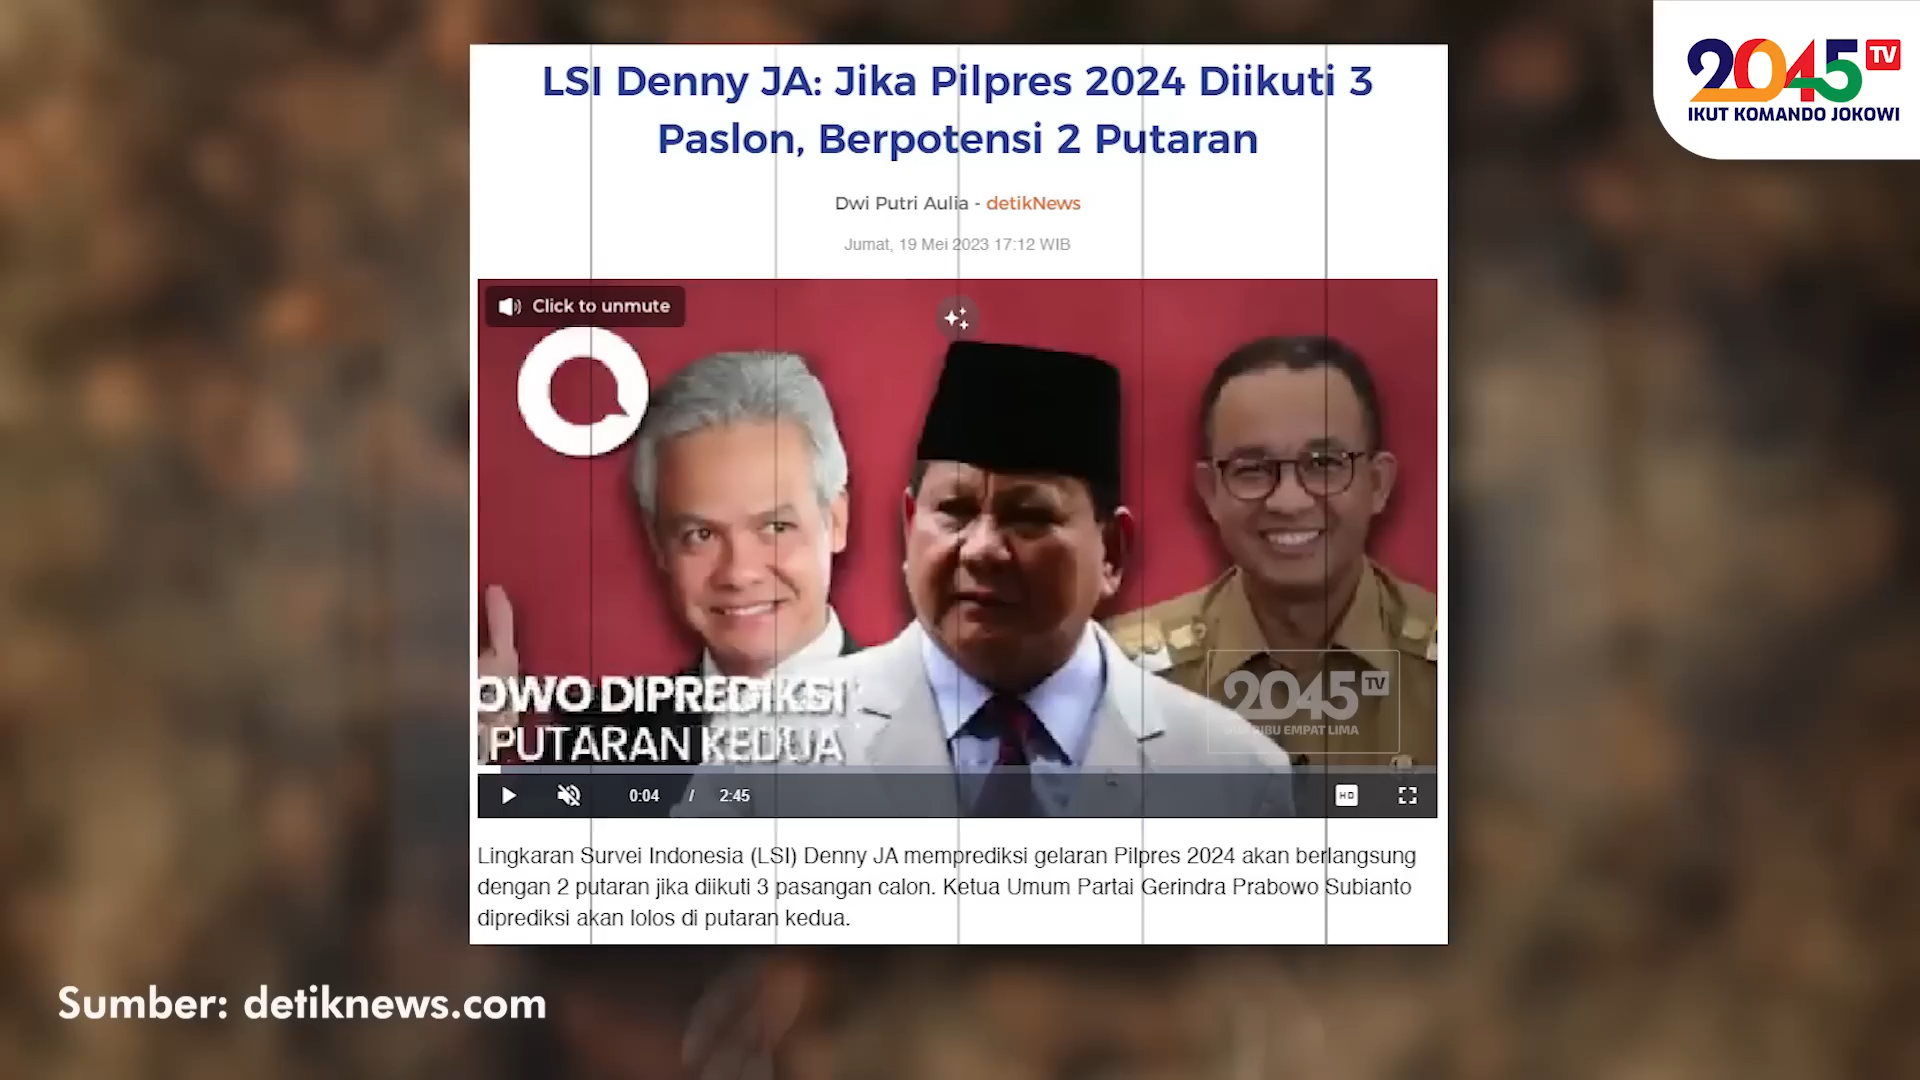 2045 TV
IKUT KOMANDO JOKOWI
LSI Denny JA: Jika Pilpres 2024 Diikuti 3
Paslon, Berpotensi 2 Putaran
Dwi Putri Aulia - detikNews
Jumat, 19 Mei 2023 17:12 WIB
Click to unmute
OWO DIPREDIKSI
PUTARAN KEDUA
2045 TV
EMPAT LIMA
0:04 / 2:45
HD
Lingkaran Survei Indonesia (LSI) Denny JA memprediksi gelaran Pilpres 2024 akan berlangsung
dengan 2 putaran jika diikuti 3 pasangan calon. Ketua Umum Partai Gerindra Prabowo Subianto
diprediksi akan lolos di putaran kedua.
Sumber: detiknews.com